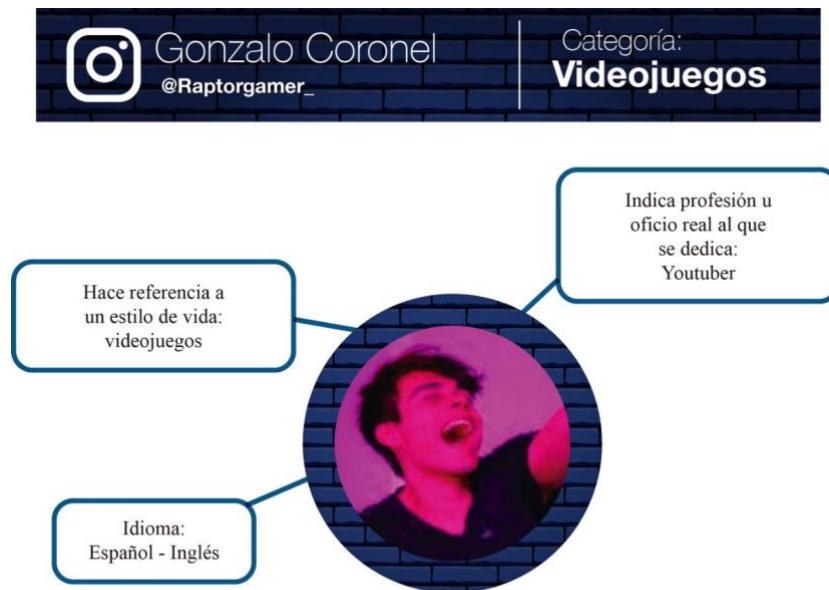 Gonzalo Coronel
@Raptorgamer_
Categoría:
Videojuegos
Indica profesión u
oficio real al que
se dedica:
Youtuber
Hace referencia a
un estilo de vida:
videojuegos
Idioma:
Español - Inglés